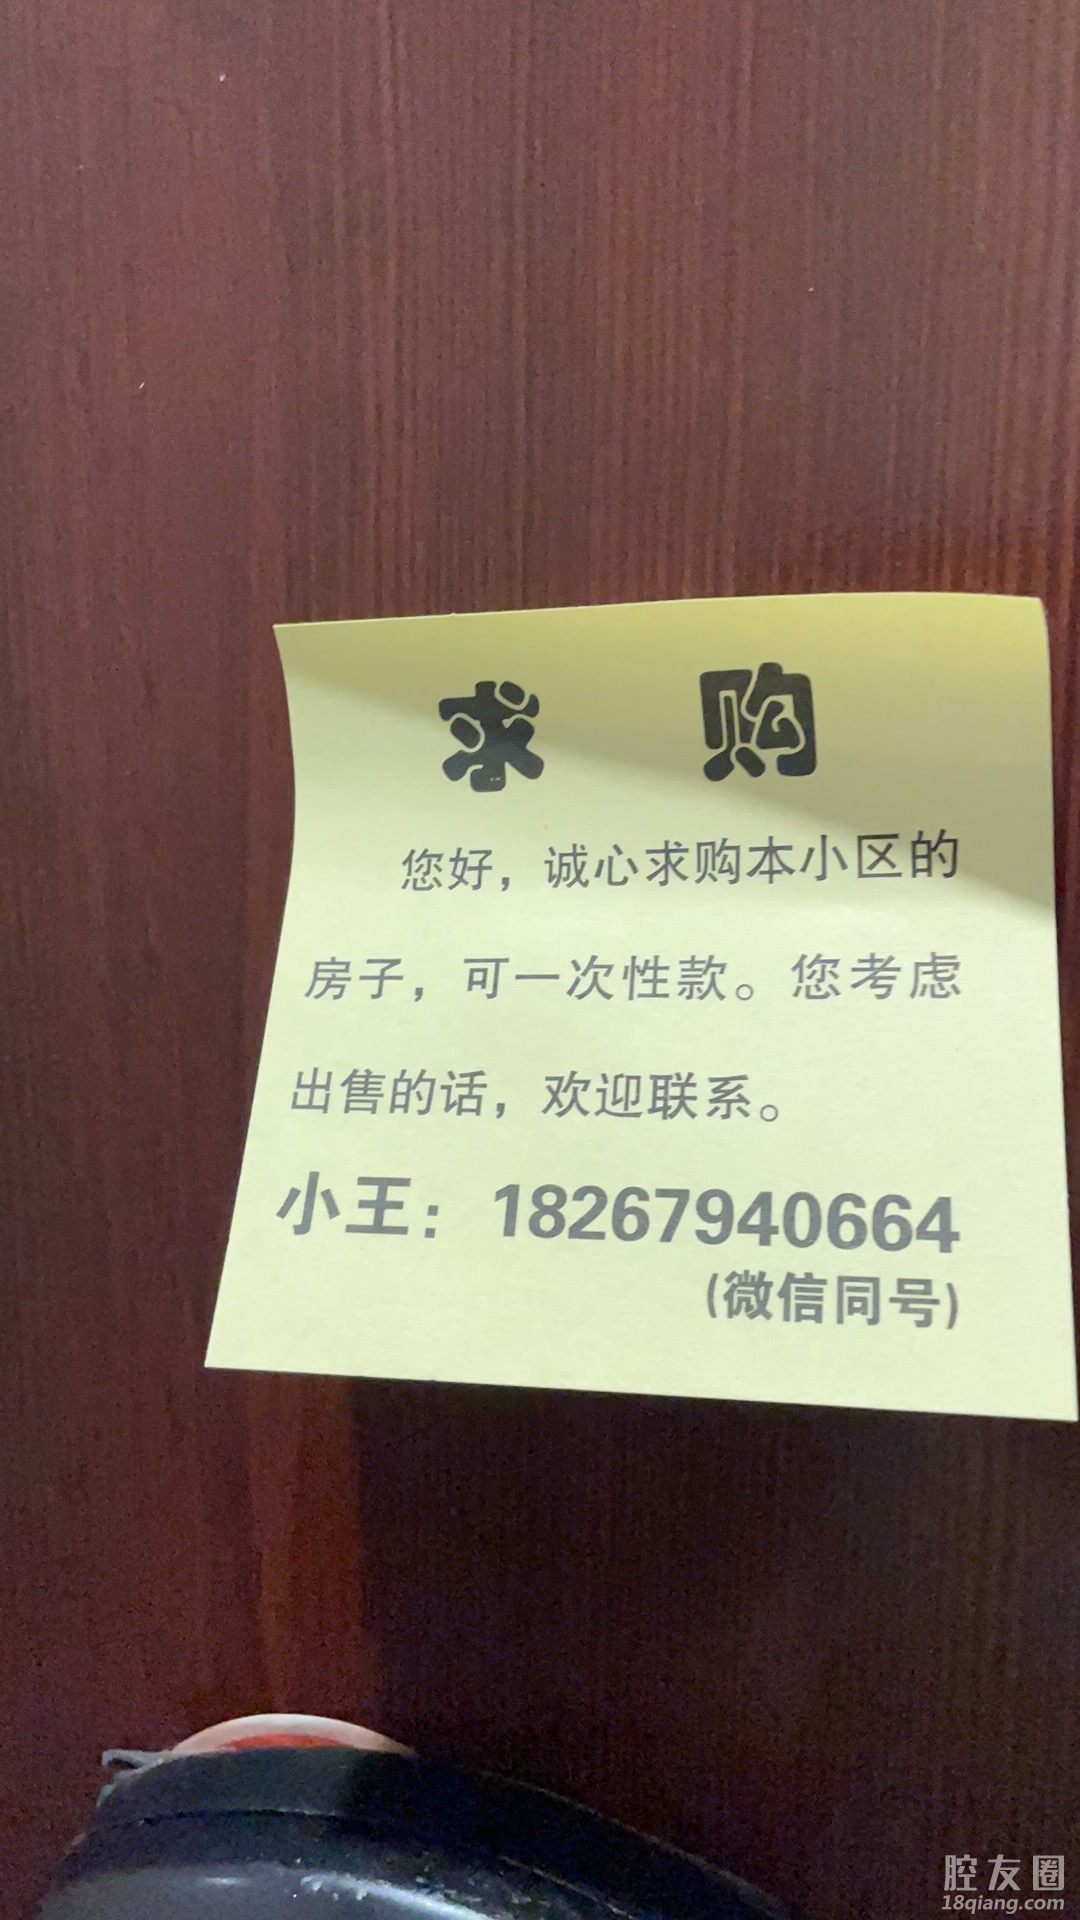 求 购
您好，诚心求购本小区的
房子，可一次性款。您考虑
出售的话，欢迎联系。
小王：18267940664
(微信同号)
腔友圈
18qiang.com